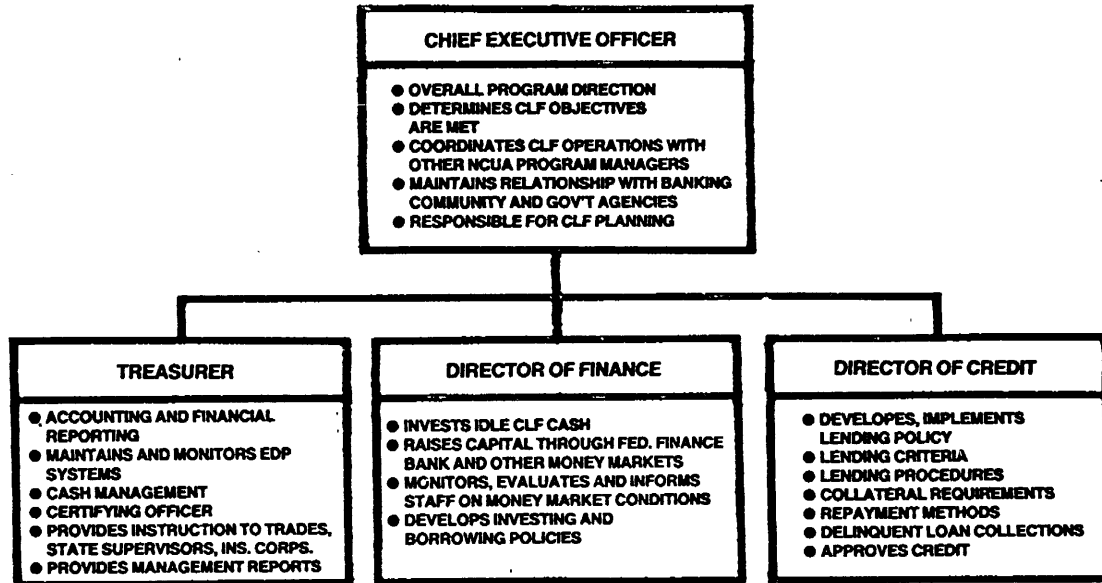 CHIEF EXECUTIVE OFFICER
● OVERALL PROGRAM DIRECTION
● DETERMINES CLF OBJECTIVES
ARE MET
● COORDINATES CLF OPERATIONS WITH
OTHER NCUA PROGRAM MANAGERS
● MAINTAINS RELATIONSHIP WITH BANKING
COMMUNITY AND GOV'T AGENCIES
● RESPONSIBLE FOR CLF PLANNING
TREASURER
● ACCOUNTING AND FINANCIAL
REPORTING
● MAINTAINS AND MONITORS EDP
SYSTEMS
● CASH MANAGEMENT
● CERTIFYING OFFICER
● PROVIDES INSTRUCTION TO TRADES,
STATE SUPERVISORS, INS. CORPS.
● PROVIDES MANAGEMENT REPORTS
DIRECTOR OF FINANCE
● INVESTS IDLE CLF CASH
● RAISES CAPITAL THROUGH FED. FINANCE
BANK AND OTHER MONEY MARKETS
● MONITORS, EVALUATES AND INFORMS
STAFF ON MONEY MARKET CONDITIONS
● DEVELOPS INVESTING AND
BORROWING POLICIES
DIRECTOR OF CREDIT
● DEVELOPES, IMPLEMENTS
LENDING POLICY
● LENDING CRITERIA
● LENDING PROCEDURES
● COLLATERAL REQUIREMENTS
● REPAYMENT METHODS
● DELINQUENT LOAN COLLECTIONS
● APPROVES CREDIT